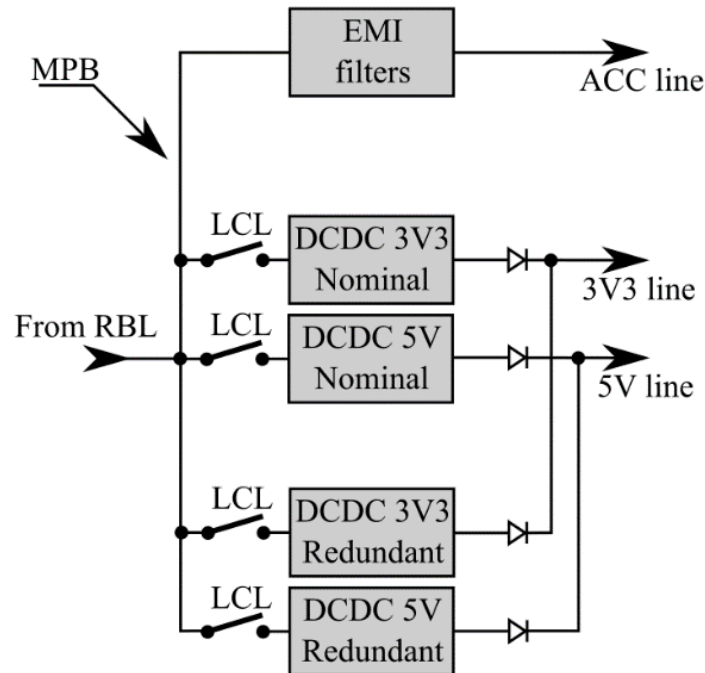 EMI
filters
MPB
ACC line
LCL
DCDC 3V3
Nominal
3V3 line
From RBL
LCL
DCDC 5V
Nominal
5V line
LCL
DCDC 3V3
Redundant
LCL
DCDC 5V
Redundant